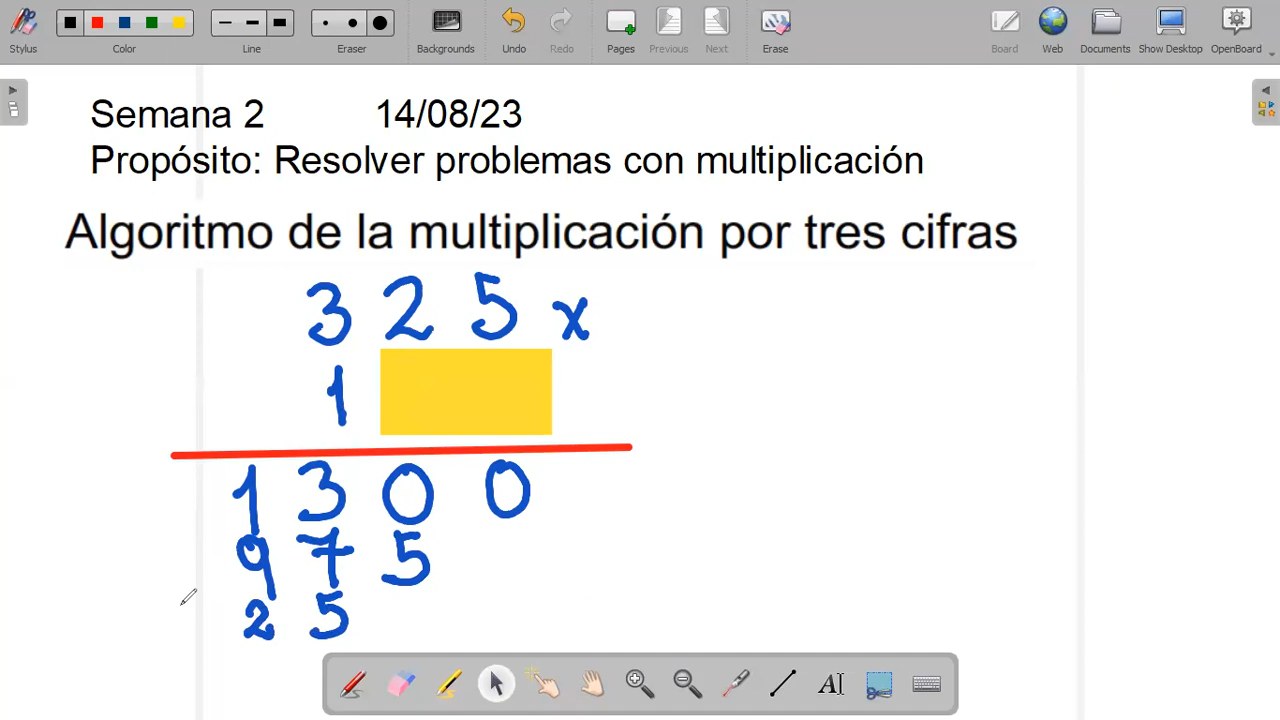 Stylus Color Line Eraser Backgrounds Undo Redo Pages Previous Next Erase Board Web Documents Show Desktop OpenBoard
Semana 2 14/08/23
Propósito: Resolver problemas con multiplicación
Algoritmo de la multiplicación por tres cifras
3 2 5 x
1
1 3 0 0
9 7 5
2 5
AI